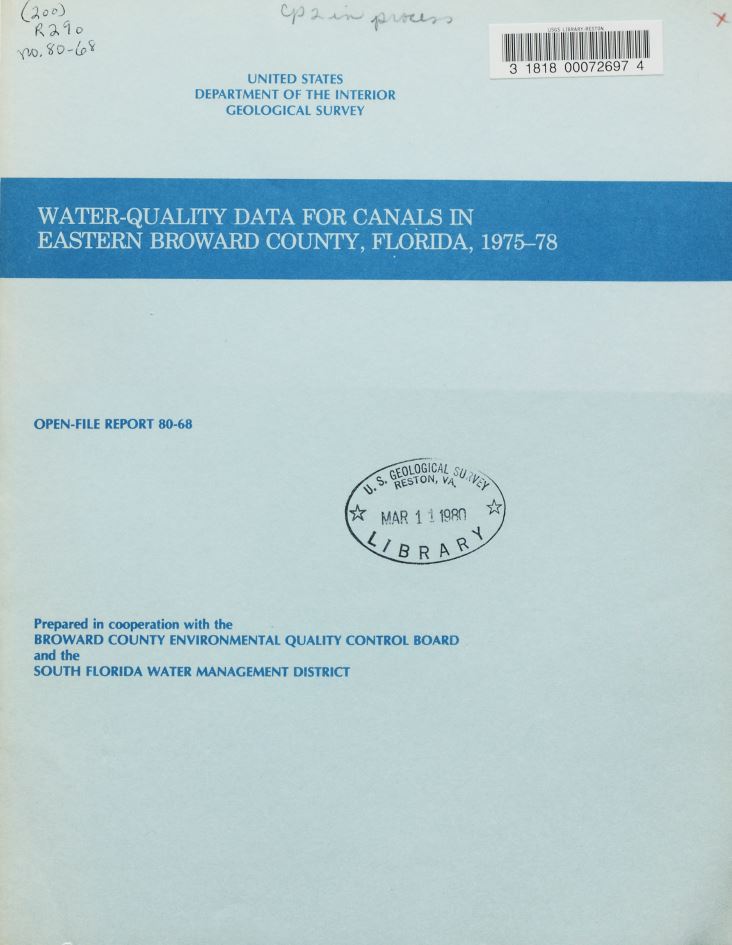 (200)
R290
no. 80-68
cp 2 in process
USGS LIBRARY-RESTON
3 1818 00072697 4
UNITED STATES
DEPARTMENT OF THE INTERIOR
GEOLOGICAL SURVEY
WATER-QUALITY DATA FOR CANALS IN
EASTERN BROWARD COUNTY, FLORIDA, 1975–78
OPEN-FILE REPORT 80-68
U. S. GEOLOGICAL SURVEY
RESTON, VA.
MAR 11 1980
LIBRARY
Prepared in cooperation with the
BROWARD COUNTY ENVIRONMENTAL QUALITY CONTROL BOARD
and the
SOUTH FLORIDA WATER MANAGEMENT DISTRICT